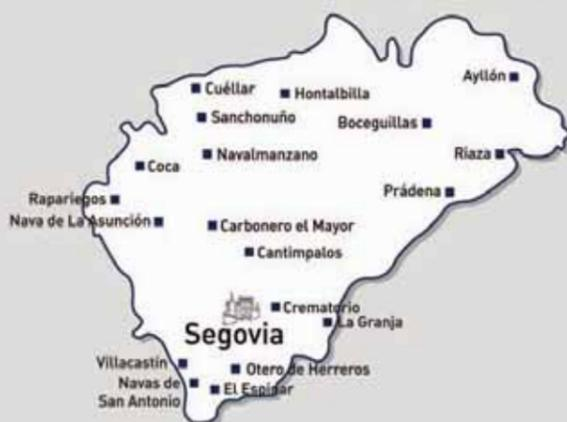 Ayllón
Cuéllar
Hontalbilla
Sanchonuño
Boceguillas
Navalmanzano
Riaza
Coca
Prádena
Rapariegos
Nava de La Asunción
Carbonero el Mayor
Cantimpalos
Crematorio
La Granja
Segovia
Villacastín
Otero de Herreros
Navas de
San Antonio
El Espinar